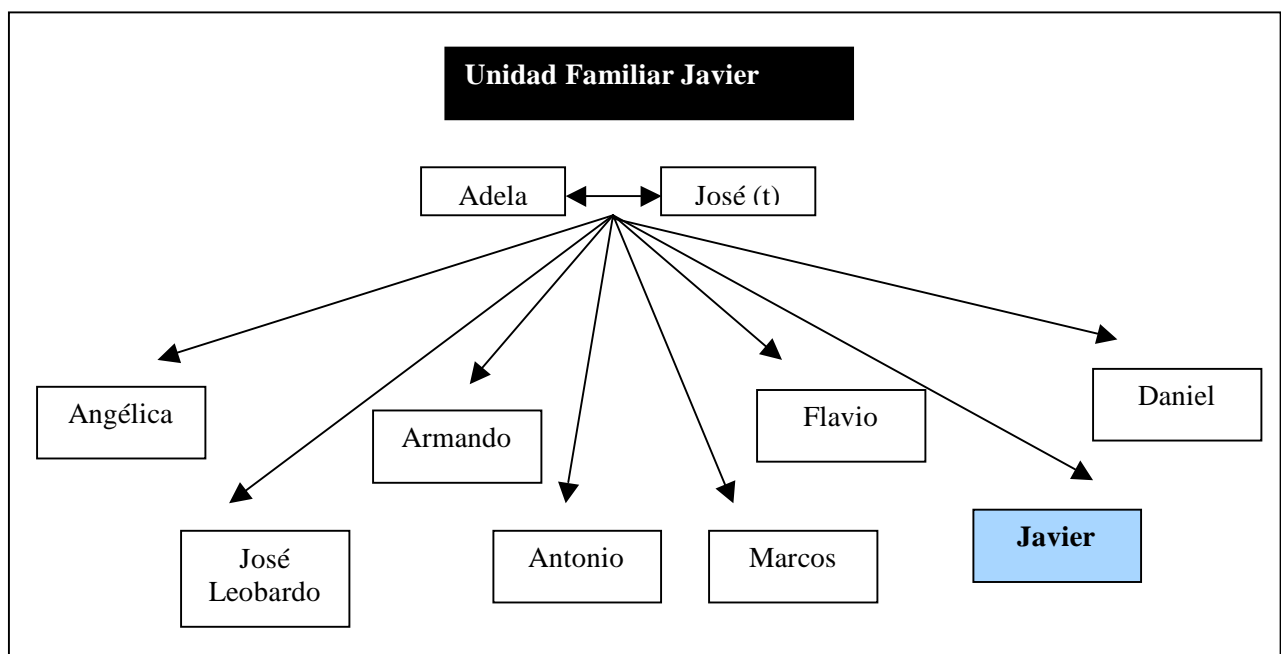 Unidad Familiar Javier
Adela
José (t)
Angélica
Armando
Flavio
Daniel
José
Leobardo
Antonio
Marcos
Javier